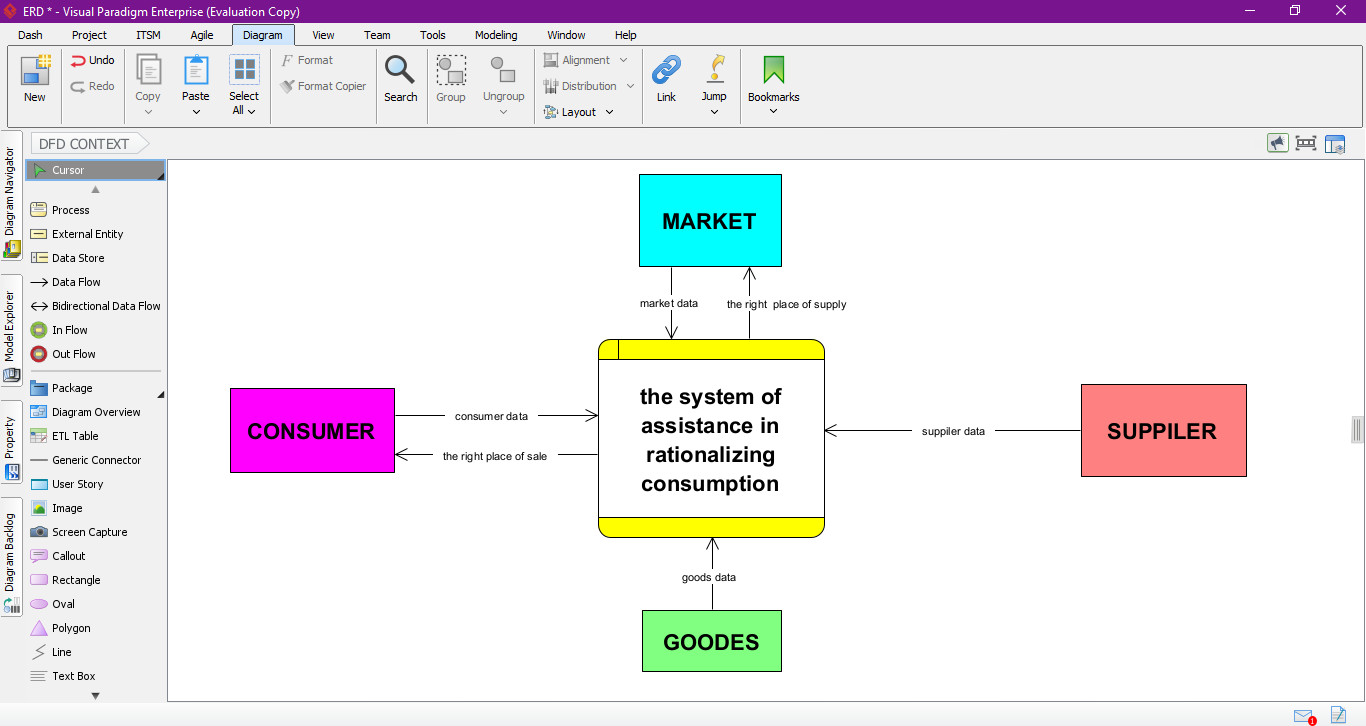 ERD * - Visual Paradigm Enterprise (Evaluation Copy)
Dash Project ITSM Agile Diagram View Team Tools Modeling Window Help
New
Undo
Redo
Copy
Paste
Select
All
Format
Format Copier
Search
Group
Ungroup
Alignment
Distribution
Layout
Link
Jump
Bookmarks
DFD CONTEXT
Diagram Navigator
Model Explorer
Property
Diagram Backlog
Cursor
Process
External Entity
Data Store
Data Flow
Bidirectional Data Flow
In Flow
Out Flow
Package
Diagram Overview
ETL Table
Generic Connector
User Story
Image
Screen Capture
Callout
Rectangle
Oval
Polygon
Line
Text Box
MARKET
market data
the right place of supply
CONSUMER
consumer data
the right place of sale
the system of
assistance in
rationalizing
consumption
suppiler data
SUPPILER
goods data
GOODES
1